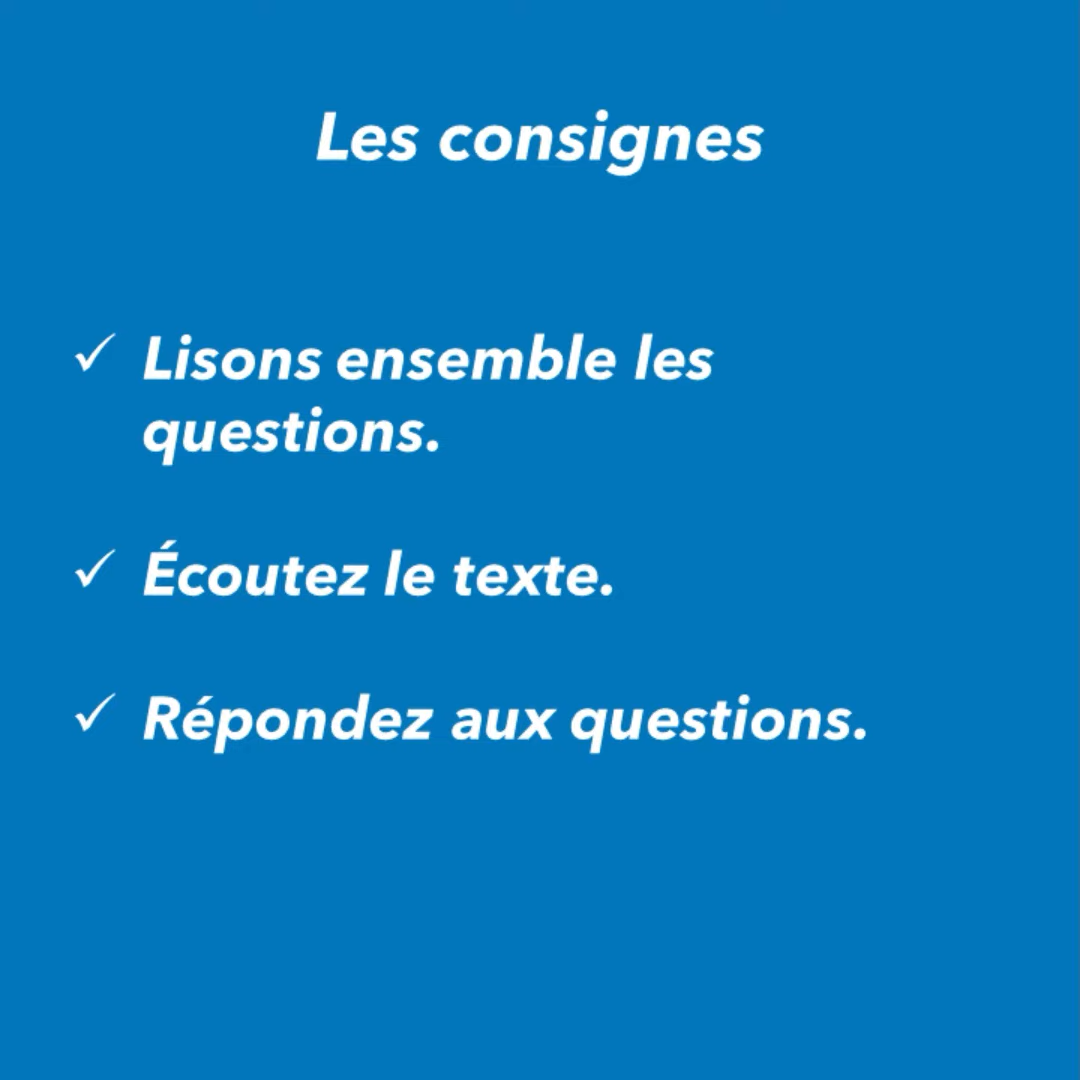 Les consignes
✓ Lisons ensemble les
questions.
✓ Écoutez le texte.
✓ Répondez aux questions.